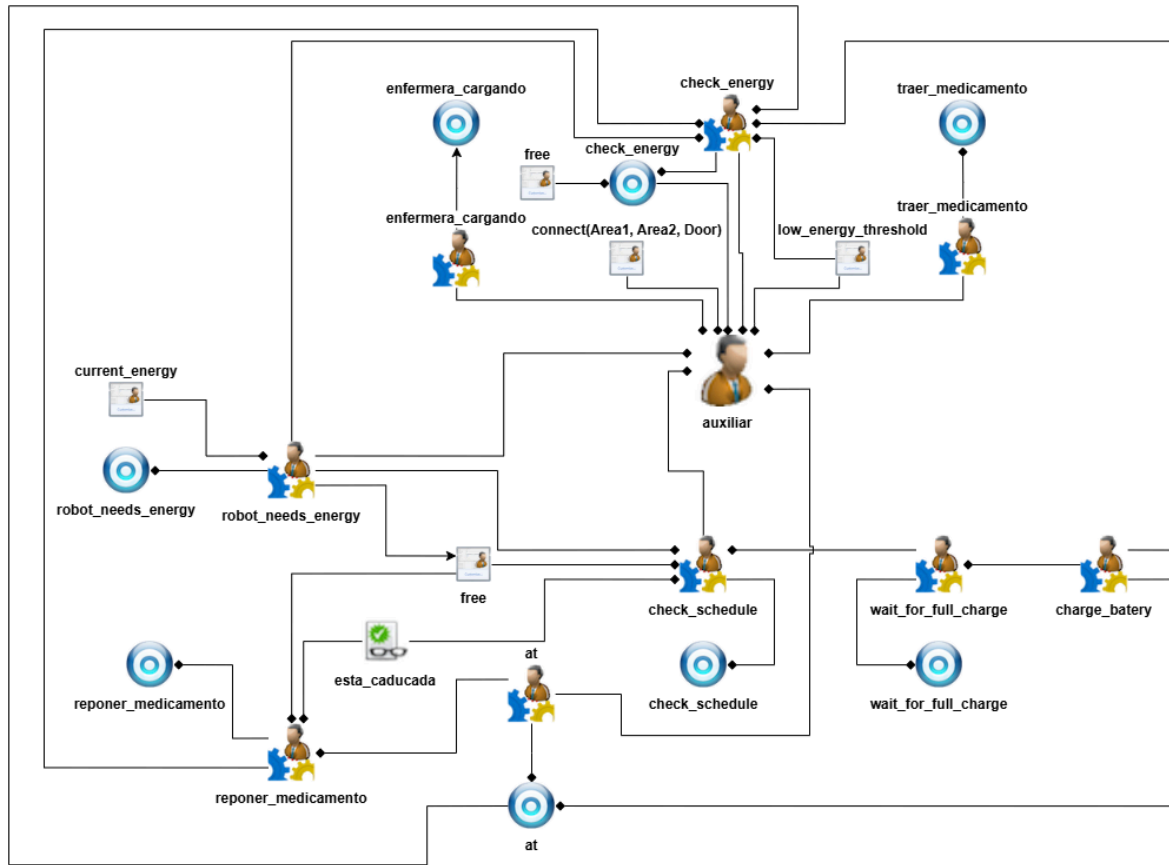 check_energy
enfermera_cargando
traer_medicamento
check_energy
free
enfermera_cargando
traer_medicamento
connect(Area1, Area2, Door)
low_energy_threshold
current_energy
auxiliar
robot_needs_energy
robot_needs_energy
free
check_schedule
wait_for_full_charge
charge_batery
at
esta_caducada
reponer_medicamento
check_schedule
wait_for_full_charge
reponer_medicamento
at